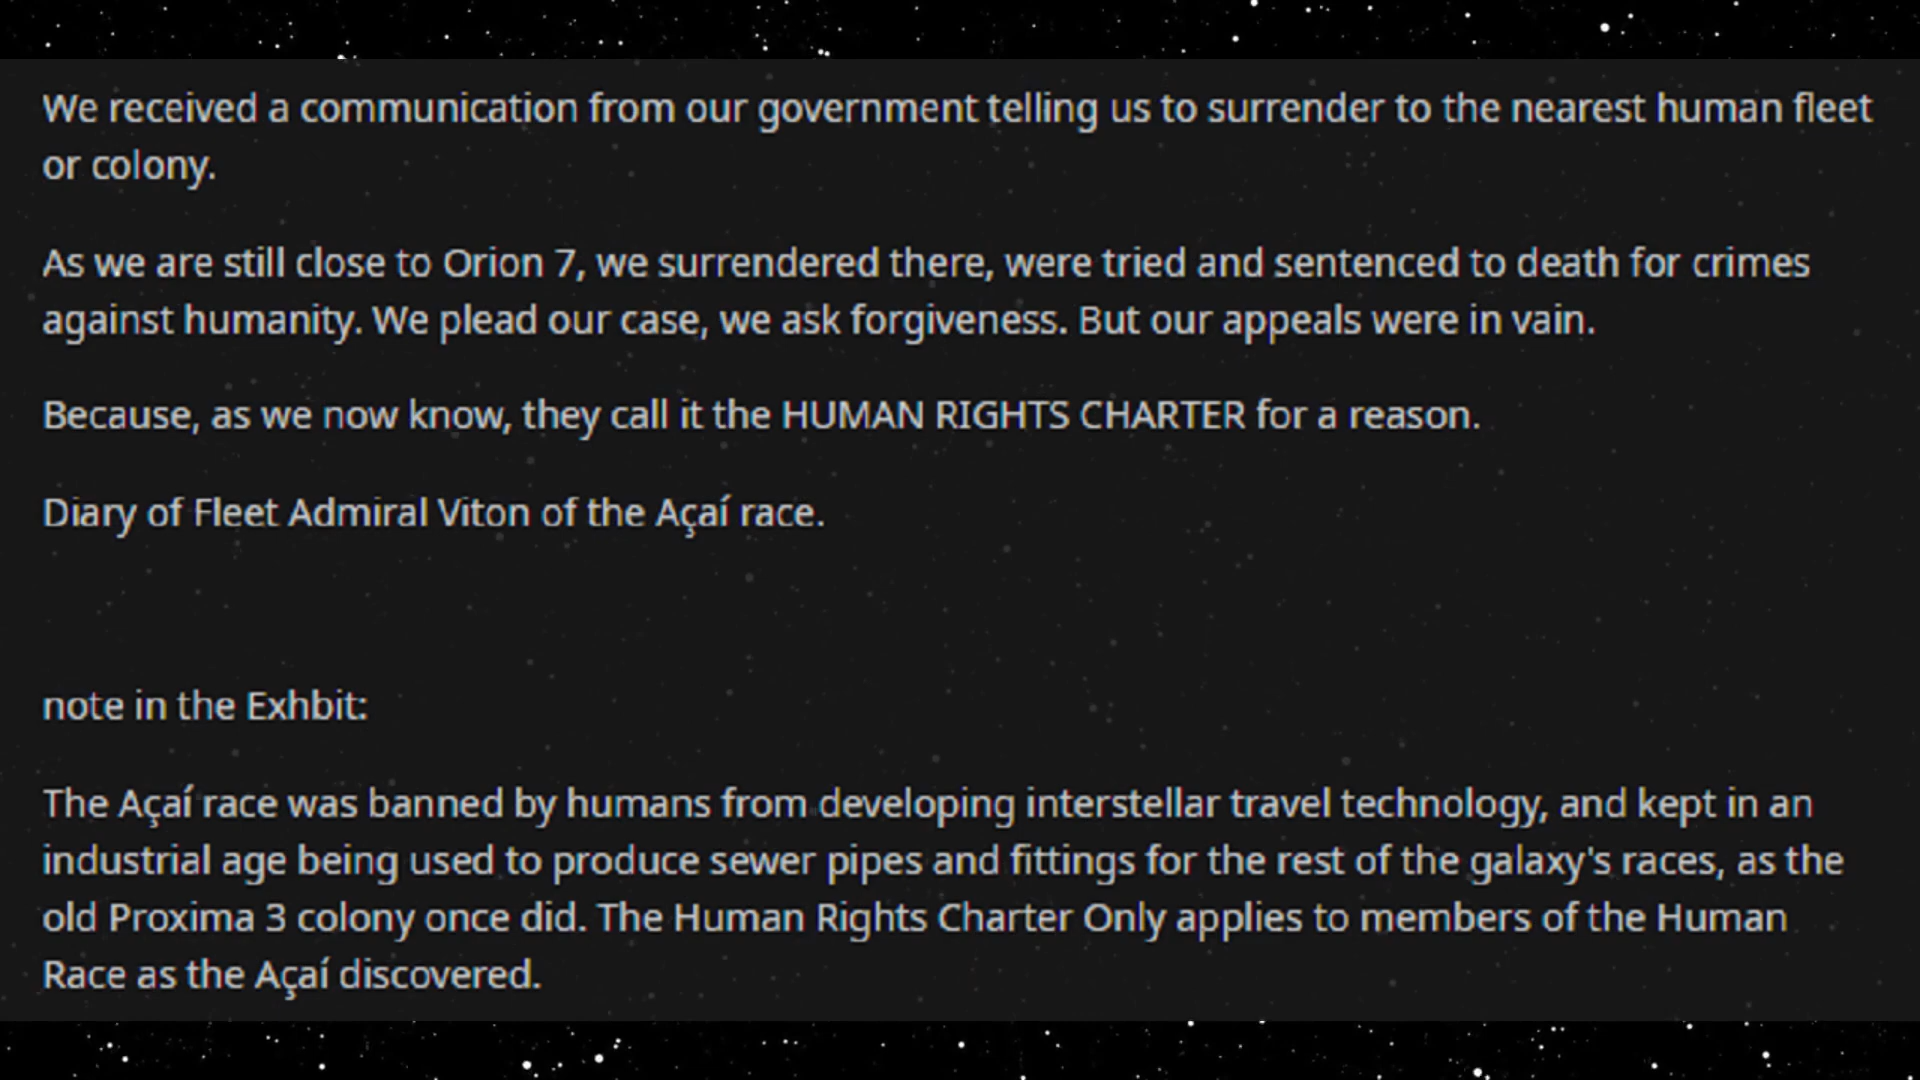 We received a communication from our government telling us to surrender to the nearest human fleet
or colony.
As we are still close to Orion 7, we surrendered there, were tried and sentenced to death for crimes
against humanity. We plead our case, we ask forgiveness. But our appeals were in vain.
Because, as we now know, they call it the HUMAN RIGHTS CHARTER for a reason.
Diary of Fleet Admiral Viton of the Açaí race.
note in the Exhbit:
The Açaí race was banned by humans from developing interstellar travel technology, and kept in an
industrial age being used to produce sewer pipes and fittings for the rest of the galaxy's races, as the
old Proxima 3 colony once did. The Human Rights Charter Only applies to members of the Human
Race as the Açaí discovered.